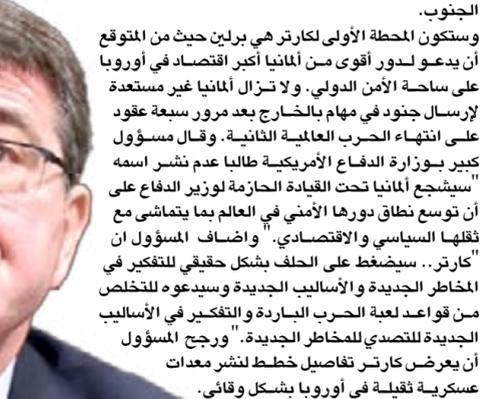 الجنوب.
وستكون المحطة الأولى لكارتر هي برلين حيث من المتوقع
أن يدعو لدور أقوى من ألمانيا أكبر اقتصاد في أوروبا
على ساحة الأمن الدولي. ولا تزال ألمانيا غير مستعدة
لإرسال جنود في مهام بالخارج بعد مرور سبعة عقود
على انتهاء الحرب العالمية الثانية. وقال مسؤول
كبير بوزارة الدفاع الأمريكية طالبا عدم نشر اسمه
"سيشجع ألمانيا تحت القيادة الحازمة لوزير الدفاع على
أن توسع نطاق دورها الأمني في العالم بما يتماشى مع
ثقلها السياسي والاقتصادي." واضاف المسؤول ان
"كارتر.. سيضغط على الحلف بشكل حقيقي للتفكير في
المخاطر الجديدة والأساليب الجديدة وسيدعوه للتخلص
من قواعد لعبة الحرب الباردة والتفكير في الأساليب
الجديدة للتصدي للمخاطر الجديدة." ورجح المسؤول
أن يعرض كارتر تفاصيل خطط لنشر معدات
عسكرية ثقيلة في أوروبا بشكل وقائي.